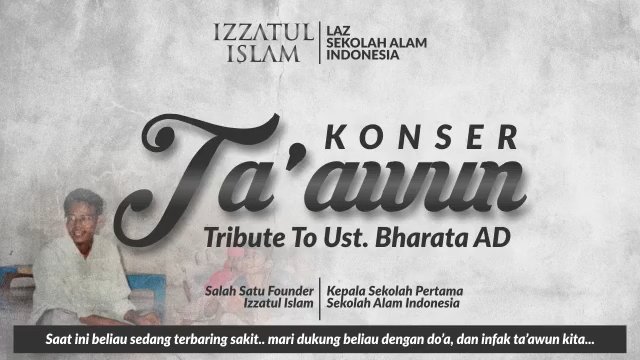 IZZATUL
ISLAM
LAZ
SEKOLAH ALAM
INDONESIA
KONSER
Ta'awun
Tribute To Ust. Bharata AD
Salah Satu Founder
Izzatul Islam
Kepala Sekolah Pertama
Sekolah Alam Indonesia
Saat ini beliau sedang terbaring sakit.. mari dukung beliau dengan do'a, dan infak ta'awun kita...